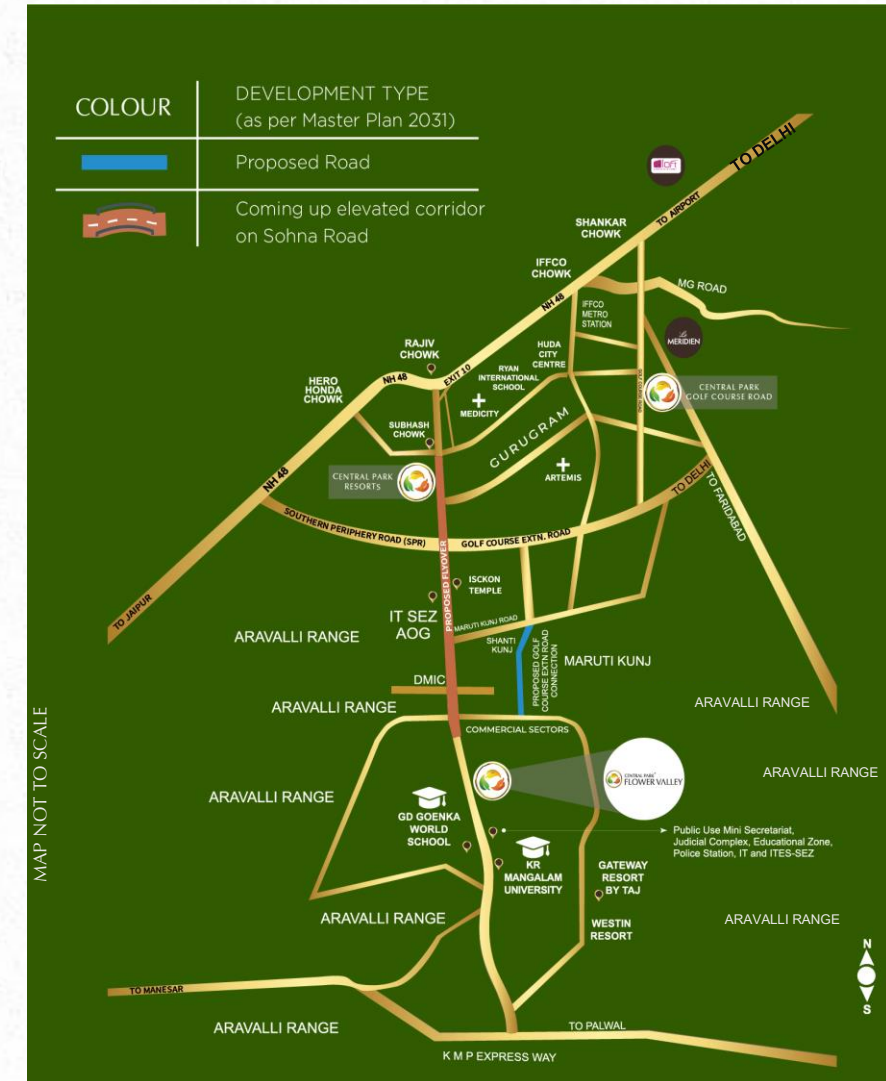 COLOUR
DEVELOPMENT TYPE
(as per Master Plan 2031)
Proposed Road
Coming up elevated corridor
on Sohna Road
TO DELHI
aloft
TO AIRPORT
SHANKAR
CHOWK
IFFCO
CHOWK
MG ROAD
NH 48
IFFCO
METRO
STATION
Le
MERIDIEN
RAJIV
CHOWK
HUDA
CITY
CENTRE
NH 48
EXIT 10
RYAN
INTERNATIONAL
SCHOOL
HERO
HONDA
CHOWK
GOLF COURSE ROAD
CENTRAL PARK
GOLF COURSE ROAD
MEDICITY
SUBHASH
CHOWK
GURUGRAM
CENTRAL PARK
RESORTS
ARTEMIS
NH 48
TO DELHI
TO FARIDABAD
SOUTHERN PERIPHERY ROAD (SPR)
GOLF COURSE EXTN. ROAD
PROPOSED FLYOVER
ISCKON
TEMPLE
TO JAIPUR
IT SEZ
AOG
MARUTI KUNJ ROAD
ARAVALLI RANGE
SHANTI
KUNJ
PROPOSED GOLF
COURSE EXTN ROAD
CONNECTION
MARUTI KUNJ
DMIC
ARAVALLI RANGE
ARAVALLI RANGE
COMMERCIAL SECTORS
MAP NOT TO SCALE
ARAVALLI RANGE
CENTRAL PARK
FLOWER VALLEY
ARAVALLI RANGE
GD GOENKA
WORLD
SCHOOL
Public Use Mini Secretariat,
Judicial Complex, Educational Zone,
Police Station, IT and ITES-SEZ
KR
MANGALAM
UNIVERSITY
GATEWAY
RESORT
BY TAJ
ARAVALLI RANGE
WESTIN
RESORT
ARAVALLI RANGE
N
S
TO MANESAR
ARAVALLI RANGE
TO PALWAL
K M P EXPRESS WAY